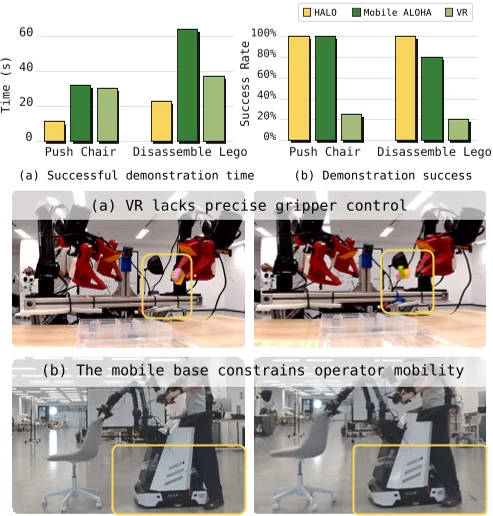 HALO Mobile ALOHA VR
Time (s)
60
40
20
0
Push Chair Disassemble Lego
(a) Successful demonstration time
Success Rate
100%
80%
60%
40%
20%
0%
Push Chair Disassemble Lego
(b) Demonstration success
(a) VR lacks precise gripper control
(b) The mobile base constrains operator mobility